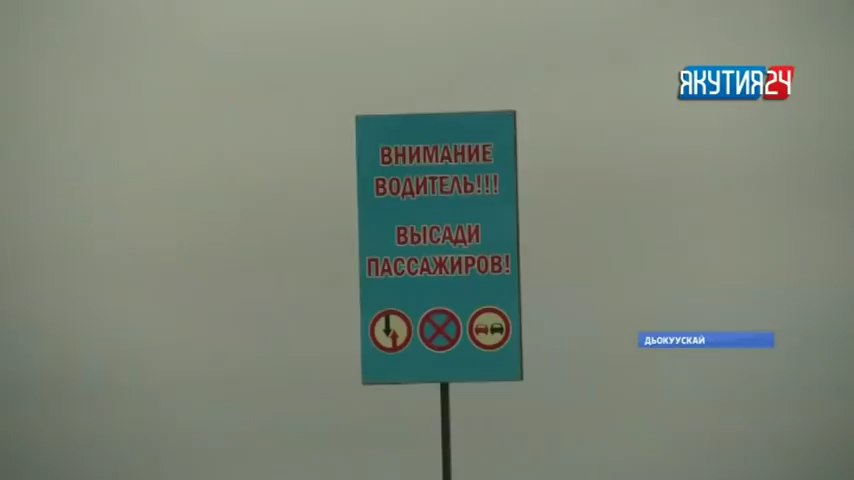 ЯКУТИЯ24
ВНИМАНИЕ
ВОДИТЕЛЬ!!!
ВЫСАДИ
ПАССАЖИРОВ!
ДЬОКУУСКАЙ